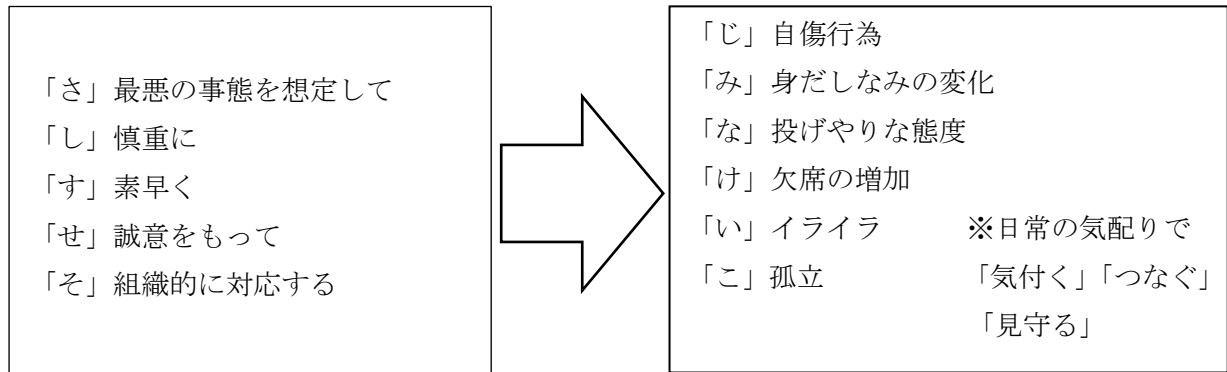 「さ」最悪の事態を想定して
「し」慎重に
「す」素早く
「せ」誠意をもって
「そ」組織的に対応する
「じ」自傷行為
「み」身だしなみの変化
「な」投げやりな態度
「け」欠席の増加
「い」イライラ　　　※日常の気配りで
「こ」孤立　　　　　「気付く」「つなぐ」
「見守る」